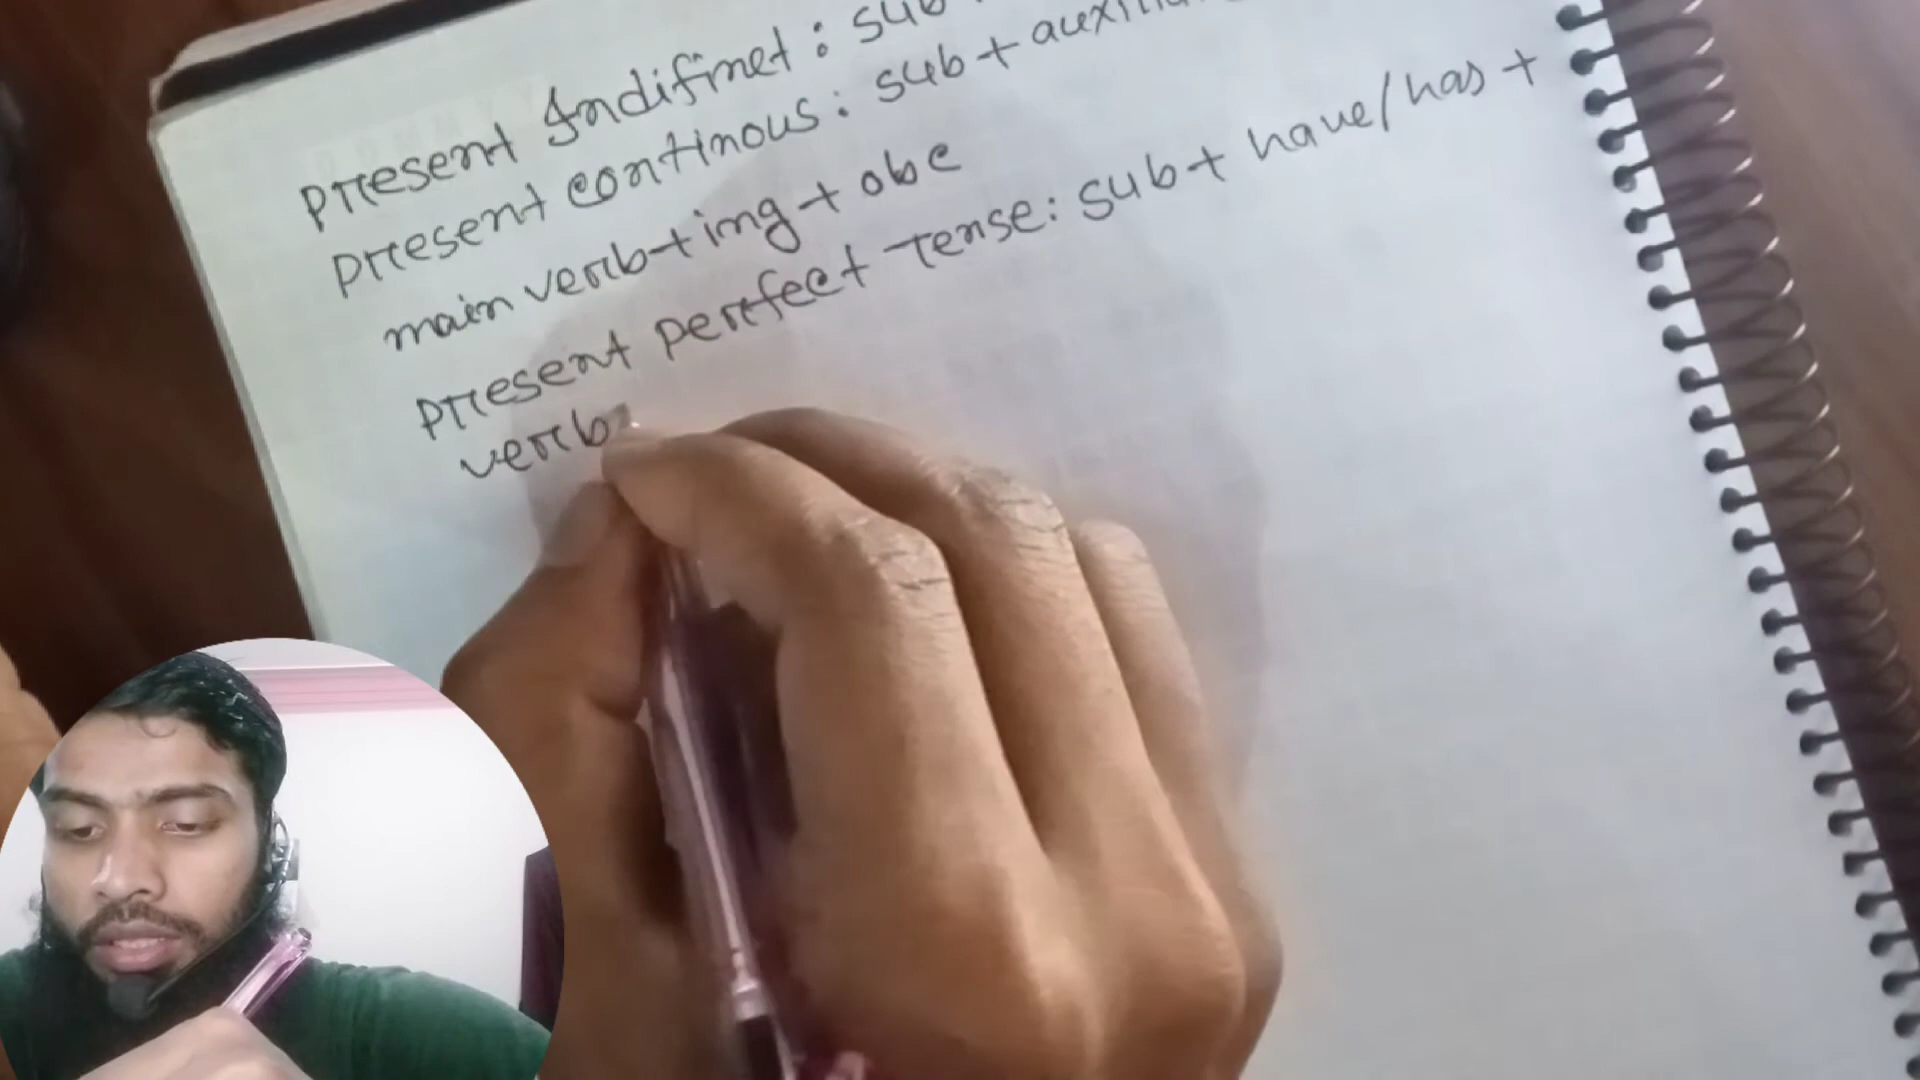 Present Indifinet : sub
Present continous : sub + auxilia
main verb + ing + obe
Present perfect tense : sub + have/has +
verb